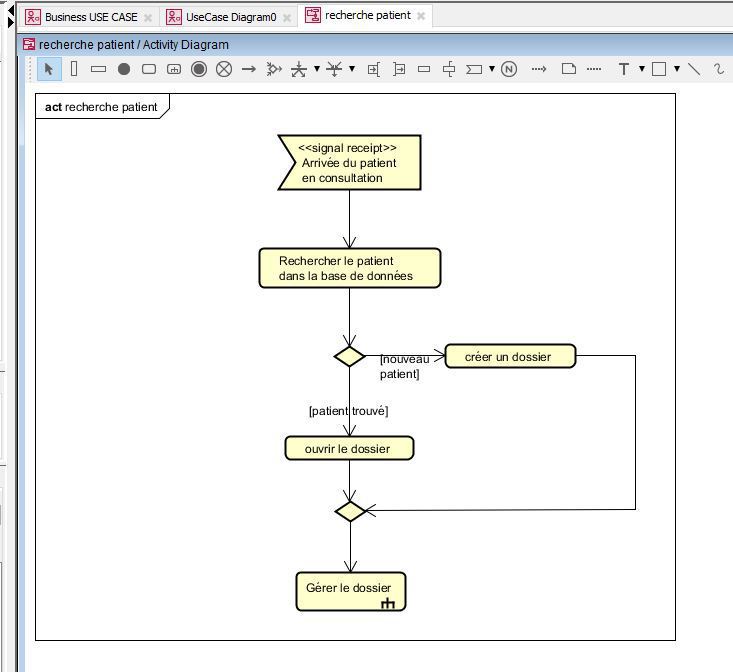 Business USE CASE
UseCase Diagram0
recherche patient
recherche patient / Activity Diagram
N
T
act recherche patient
<<signal receipt>>
Arrivée du patient
en consultation
Rechercher le patient
dans la base de données
[nouveau
patient]
créer un dossier
[patient trouvé]
ouvrir le dossier
Gérer le dossier